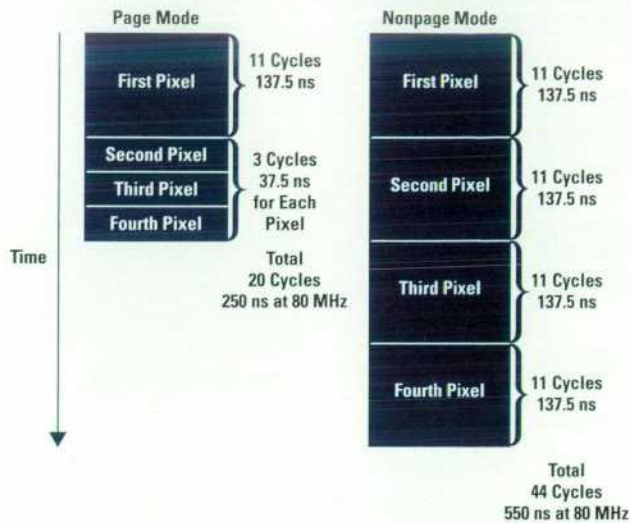 Page Mode
First Pixel
11 Cycles
137.5 ns
Second Pixel
Third Pixel
Fourth Pixel
3 Cycles
37.5 ns
for Each
Pixel
Total
20 Cycles
250 ns at 80 MHz
Time
Nonpage Mode
First Pixel
11 Cycles
137.5 ns
Second Pixel
11 Cycles
137.5 ns
Third Pixel
11 Cycles
137.5 ns
Fourth Pixel
11 Cycles
137.5 ns
Total
44 Cycles
550 ns at 80 MHz